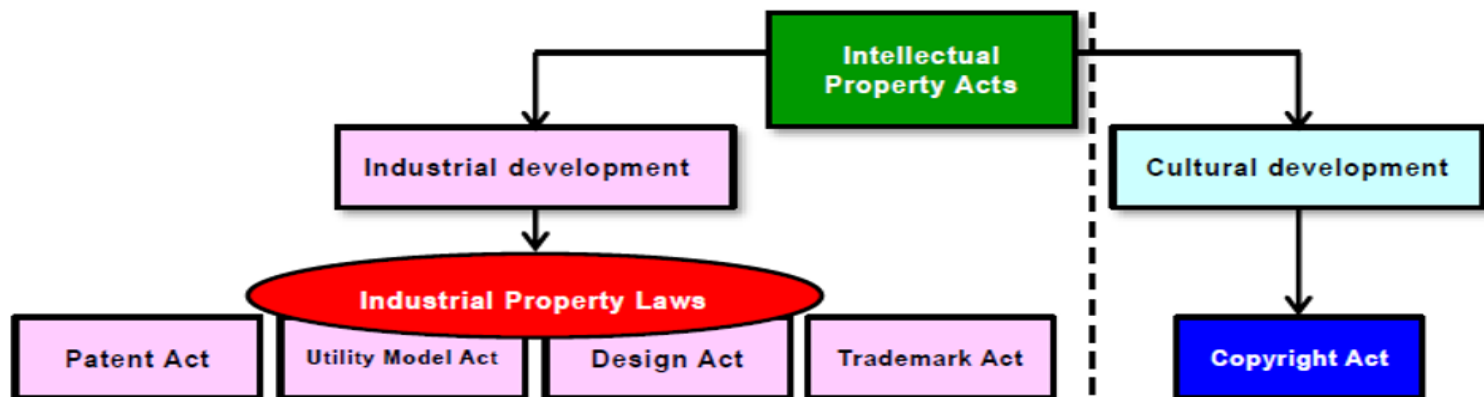 Intellectual
Property Acts
Industrial development
Cultural development
Industrial Property Laws
Patent Act
Utility Model Act
Design Act
Trademark Act
Copyright Act